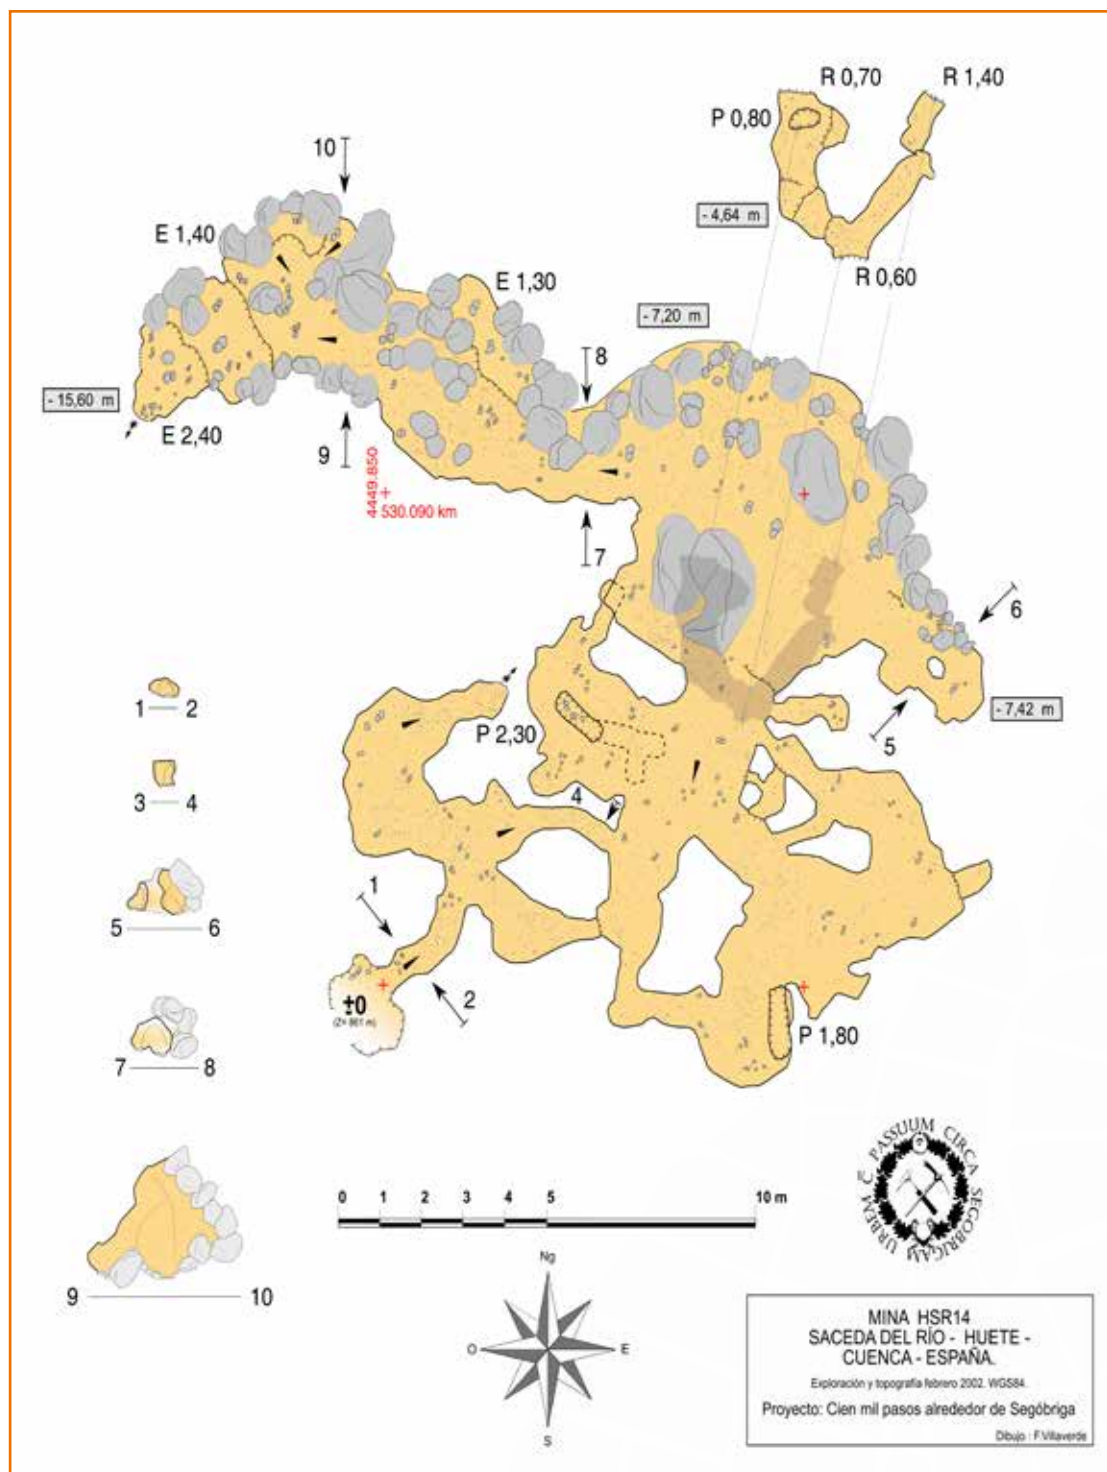 R 0,70
R 1,40
P 0,80
10
- 4,64 m
E 1,40
R 0,60
E 1,30
- 7,20 m
8
- 15,60 m
E 2,40
9
4449.850
530.090 km
7
6
1 2
P 2,30
- 7,42 m
5
3 4
4
1
5 6
±0
(Z= 861 m)
2
P 1,80
7 8
URBEM C̅ PASSUUM CIRCA SEGOBRIGAM
0 1 2 3 4 5 10 m
Ng
9 10
O E
S
MINA HSR14
SACEDA DEL RÍO - HUETE -
CUENCA - ESPAÑA.
Exploración y topografía febrero 2002. WGS84.
Proyecto: Cien mil pasos alrededor de Segóbriga
Dibujo : F.Villaverde